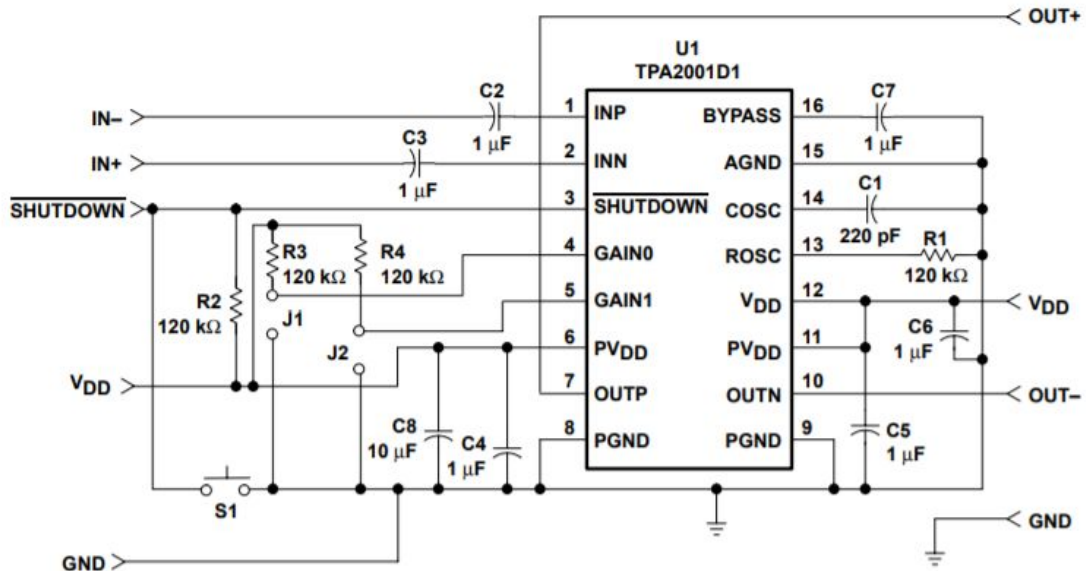 OUT+
U1
TPA2001D1
IN–
C2
1 µF
1
INP
BYPASS
16
C7
1 µF
IN+
C3
1 µF
2
INN
AGND
15
SHUTDOWN
3
SHUTDOWN
COSC
14
C1
220 pF
R3
120 kΩ
R4
120 kΩ
4
GAIN0
ROSC
13
R1
120 kΩ
R2
120 kΩ
J1
5
GAIN1
VDD
12
VDD
J2
6
PVDD
PVDD
11
C6
1 µF
VDD
7
OUTP
OUTN
10
OUT–
C8
10 µF
C4
1 µF
8
PGND
PGND
9
C5
1 µF
S1
GND
GND